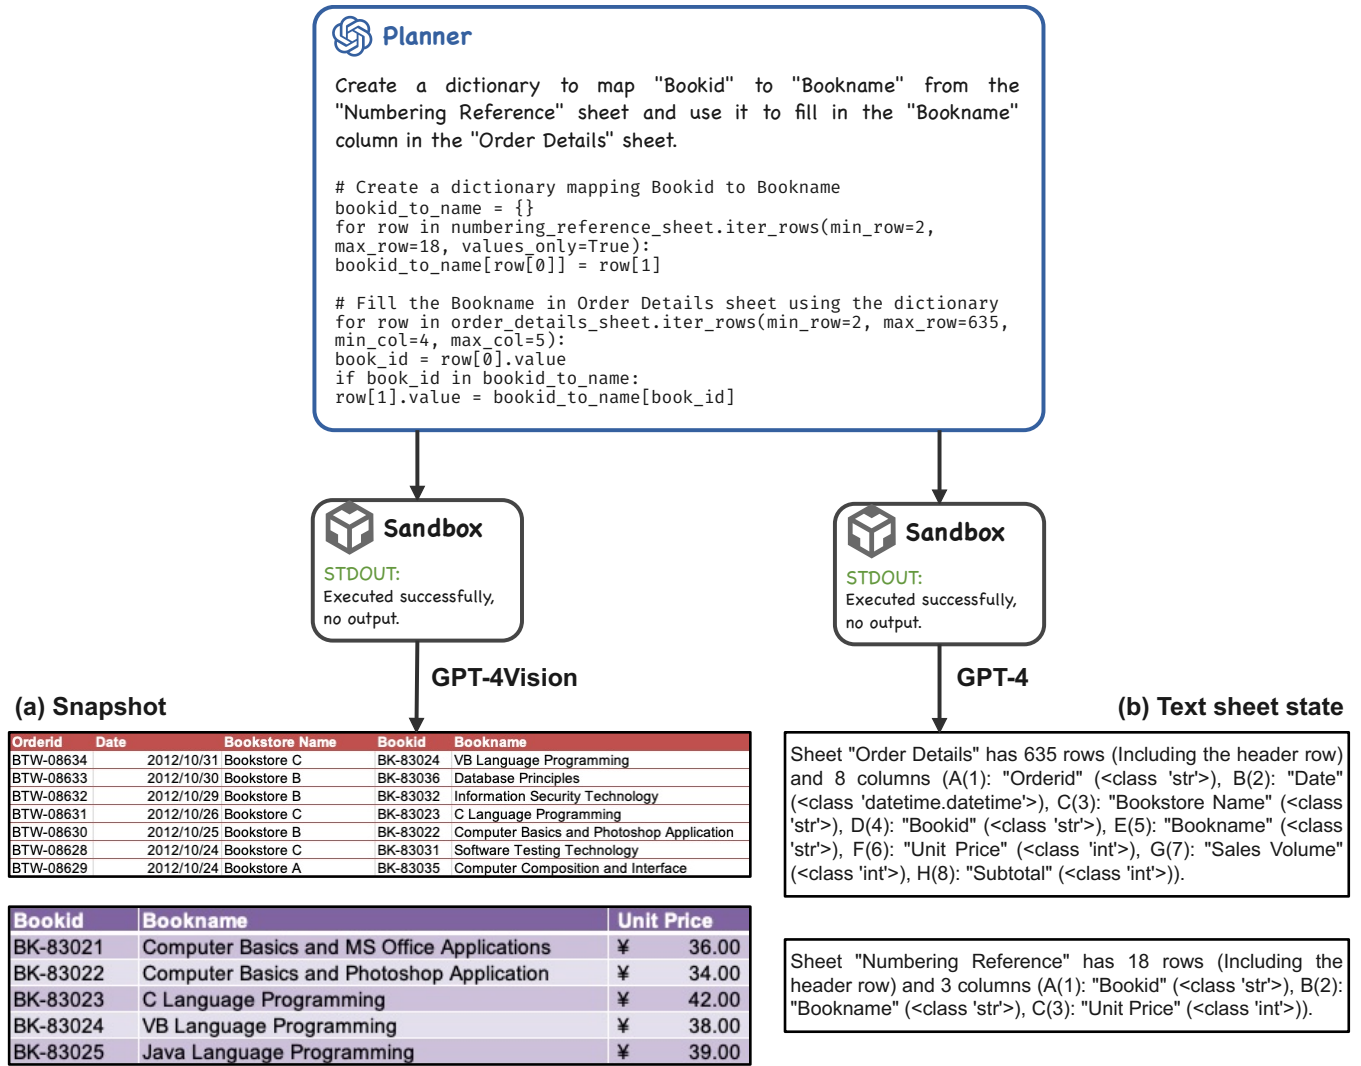 Planner
Create a dictionary to map "Bookid" to "Bookname" from the
"Numbering Reference" sheet and use it to fill in the "Bookname"
column in the "Order Details" sheet.
# Create a dictionary mapping Bookid to Bookname
bookid_to_name = {}
for row in numbering_reference_sheet.iter_rows(min_row=2,
max_row=18, values_only=True):
bookid_to_name[row[0]] = row[1]
# Fill the Bookname in Order Details sheet using the dictionary
for row in order_details_sheet.iter_rows(min_row=2, max_row=635,
min_col=4, max_col=5):
book_id = row[0].value
if book_id in bookid_to_name:
row[1].value = bookid_to_name[book_id]
Sandbox
STDOUT:
Executed successfully,
no output.
Sandbox
STDOUT:
Executed successfully,
no output.
GPT-4Vision
GPT-4
(a) Snapshot
Orderid Date Bookstore Name Bookid Bookname
BTW-08634 2012/10/31 Bookstore C BK-83024 VB Language Programming
BTW-08633 2012/10/30 Bookstore B BK-83036 Database Principles
BTW-08632 2012/10/29 Bookstore B BK-83032 Information Security Technology
BTW-08631 2012/10/26 Bookstore C BK-83023 C Language Programming
BTW-08630 2012/10/25 Bookstore B BK-83022 Computer Basics and Photoshop Application
BTW-08628 2012/10/24 Bookstore C BK-83031 Software Testing Technology
BTW-08629 2012/10/24 Bookstore A BK-83035 Computer Composition and Interface
Bookid Bookname Unit Price
BK-83021 Computer Basics and MS Office Applications ¥ 36.00
BK-83022 Computer Basics and Photoshop Application ¥ 34.00
BK-83023 C Language Programming ¥ 42.00
BK-83024 VB Language Programming ¥ 38.00
BK-83025 Java Language Programming ¥ 39.00
(b) Text sheet state
Sheet "Order Details" has 635 rows (Including the header row)
and 8 columns (A(1): "Orderid" (<class 'str'>), B(2): "Date"
(<class 'datetime.datetime'>), C(3): "Bookstore Name" (<class
'str'>), D(4): "Bookid" (<class 'str'>), E(5): "Bookname" (<class
'str'>), F(6): "Unit Price" (<class 'int'>), G(7): "Sales Volume"
(<class 'int'>), H(8): "Subtotal" (<class 'int'>)).
Sheet "Numbering Reference" has 18 rows (Including the
header row) and 3 columns (A(1): "Bookid" (<class 'str'>), B(2):
"Bookname" (<class 'str'>), C(3): "Unit Price" (<class 'int'>)).